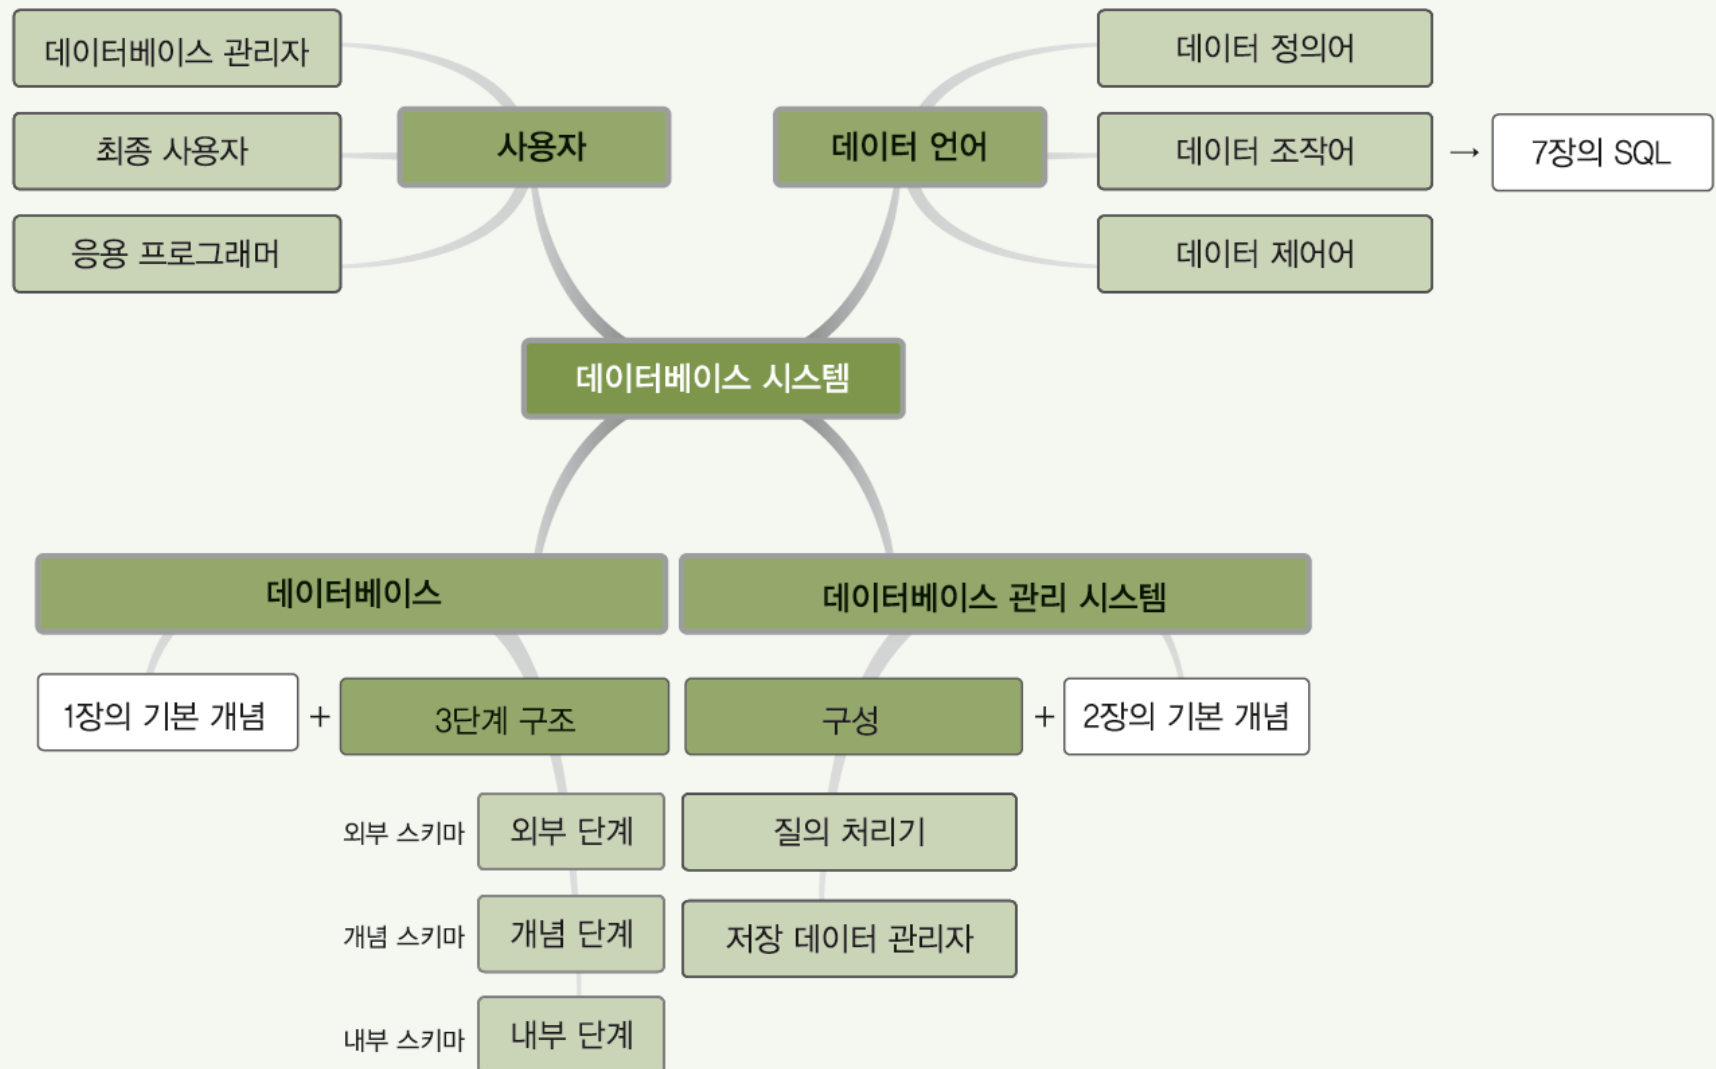 데이터베이스 관리자
최종 사용자
응용 프로그래머
사용자
데이터 언어
데이터 정의어
데이터 조작어
→ 7장의 SQL
데이터 제어어
데이터베이스 시스템
데이터베이스
데이터베이스 관리 시스템
1장의 기본 개념 + 3단계 구조
구성 + 2장의 기본 개념
외부 스키마 외부 단계
개념 스키마 개념 단계
내부 스키마 내부 단계
질의 처리기
저장 데이터 관리자